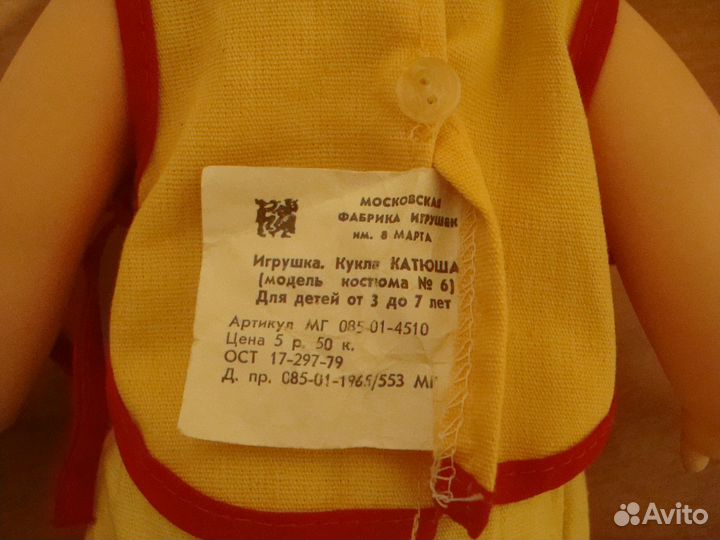 МОСКОВСКАЯ
ФАБРИКА ИГРУШЕК
ИМ. 8 МАРТА
Игрушка. Кукла КАТЮША
(модель костюма № 6)
Для детей от 3 до 7 лет
Артикул МГ 085-01-4510
Цена 5 р. 50 к.
ОСТ 17-297-79
Д. пр. 085-01-1965/553 МГ
Avito